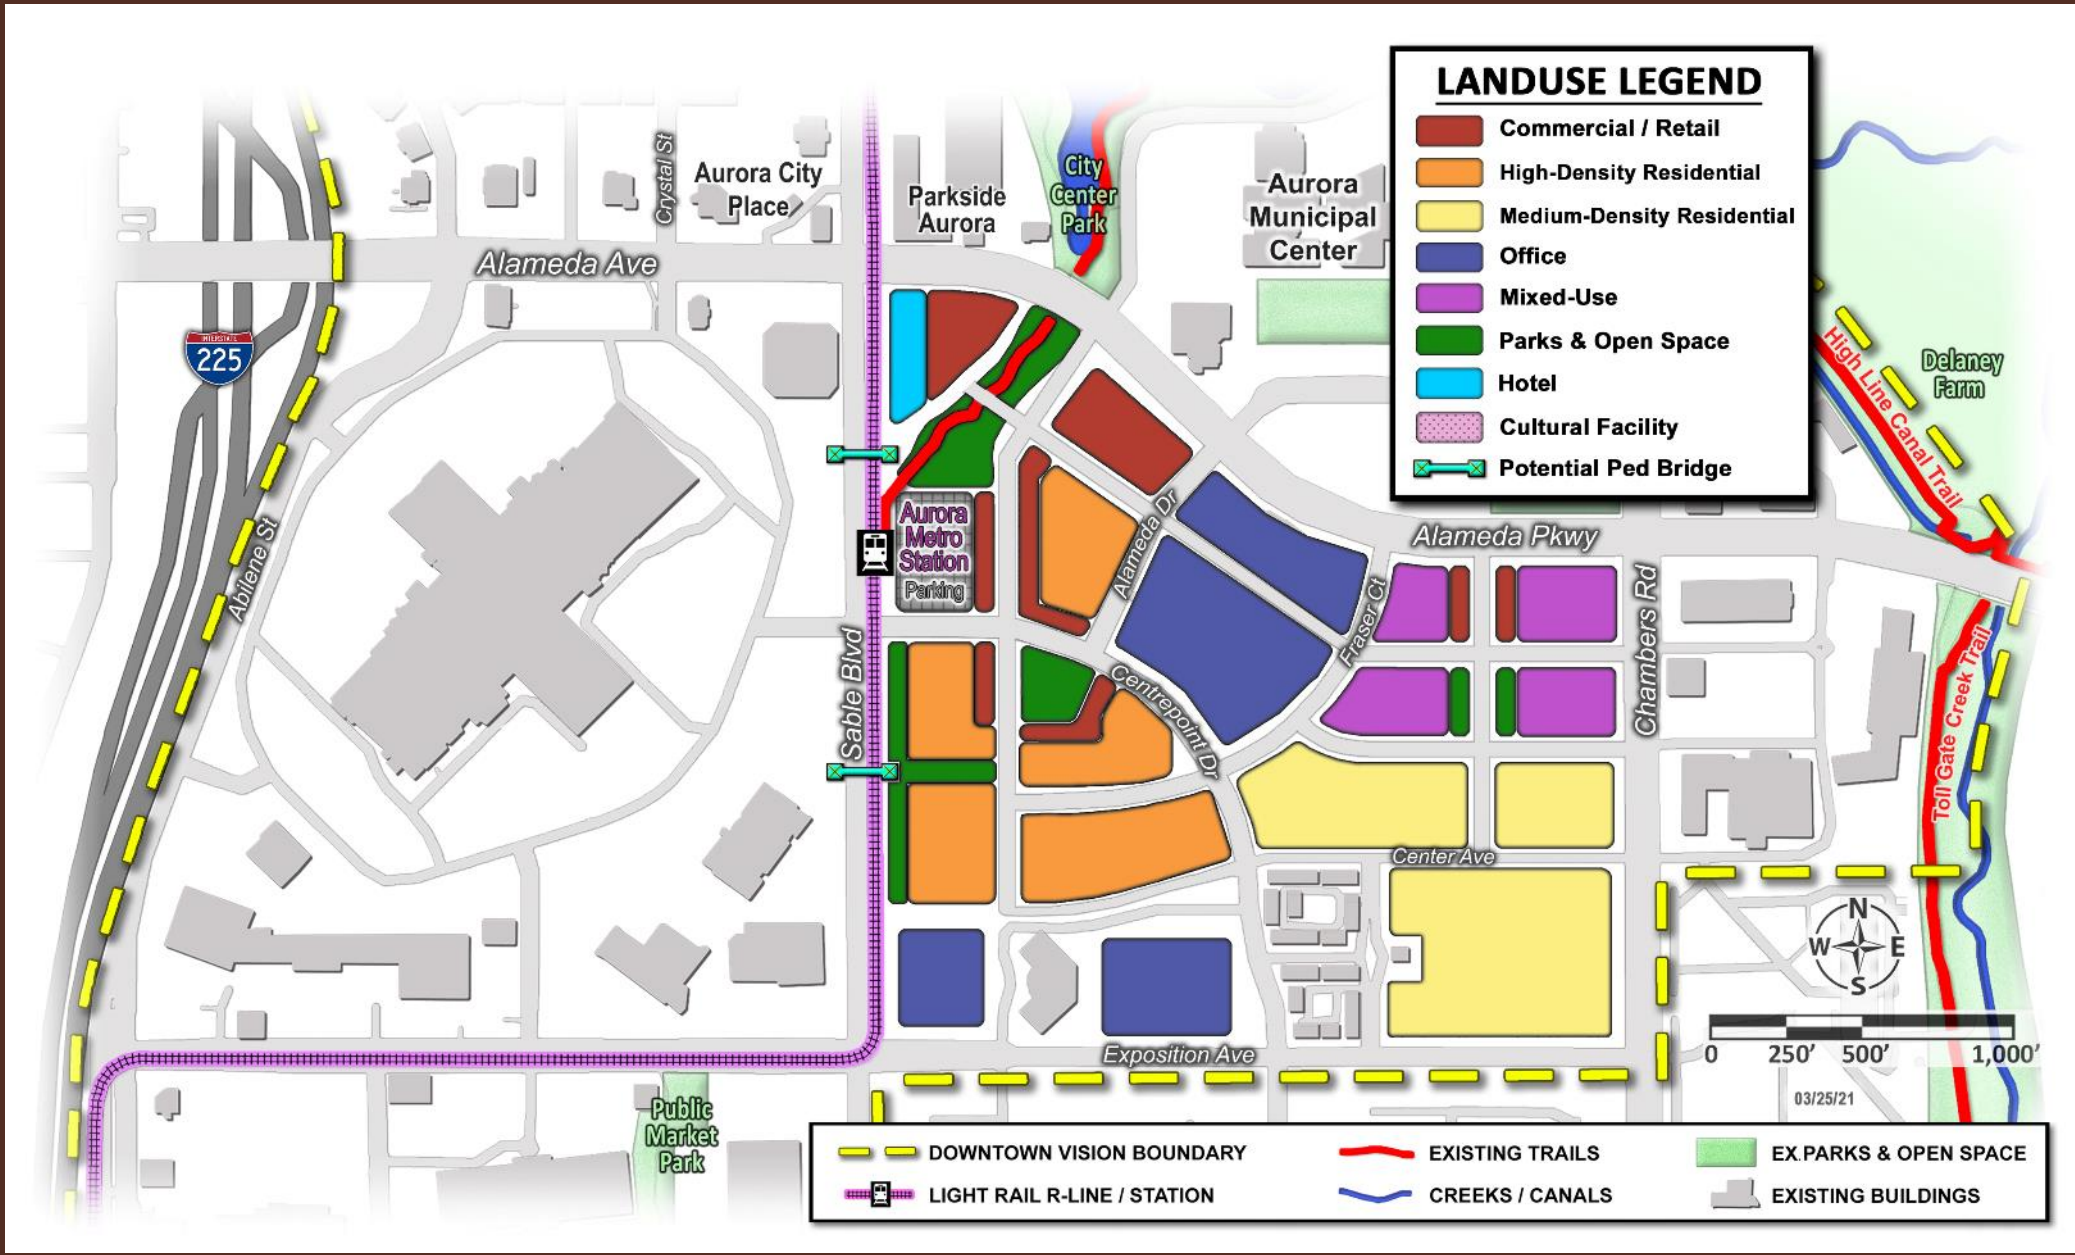 LANDUSE LEGEND
Commercial / Retail
High-Density Residential
Medium-Density Residential
Office
Mixed-Use
Parks & Open Space
Hotel
Cultural Facility
Potential Ped Bridge
Crystal St
Aurora City
Place
Parkside
Aurora
City
Center
Park
Aurora
Municipal
Center
Alameda Ave
INTERSTATE
225
High Line Canal Trail
Delaney
Farm
Abilene St
Aurora
Metro
Station
Parking
Alameda Dr
Alameda Pkwy
Fraser Ct
Chambers Rd
Sable Blvd
Centrepoint Dr
Toll Gate Creek Trail
Center Ave
N
W
E
S
0
250'
500'
1,000'
Exposition Ave
03/25/21
Public
Market
Park
DOWNTOWN VISION BOUNDARY
EXISTING TRAILS
EX.PARKS & OPEN SPACE
LIGHT RAIL R-LINE / STATION
CREEKS / CANALS
EXISTING BUILDINGS